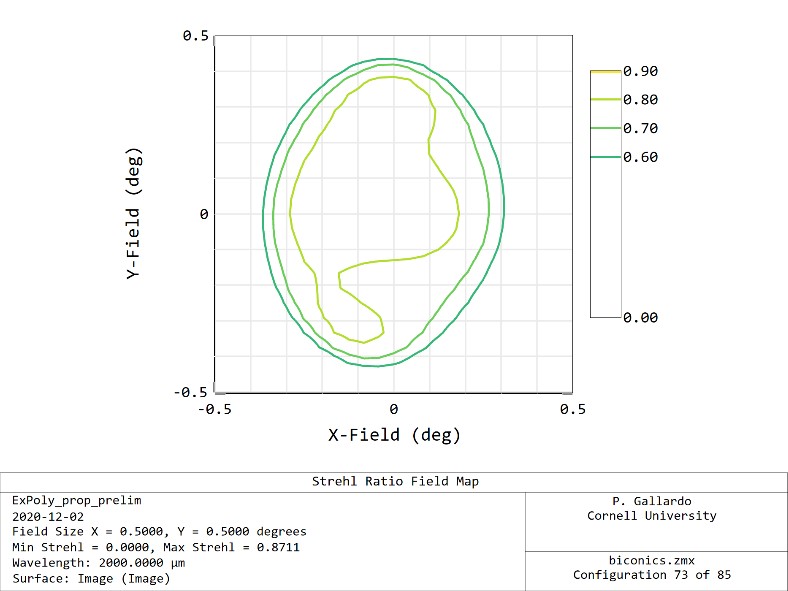 0.5
0
-0.5
Y-Field (deg)
-0.5
0
0.5
X-Field (deg)
0.90
0.80
0.70
0.60
0.00
Strehl Ratio Field Map
ExPoly_prop_prelim
2020-12-02
Field Size X = 0.5000, Y = 0.5000 degrees
Min Strehl = 0.0000, Max Strehl = 0.8711
Wavelength: 2000.0000 µm
Surface: Image (Image)
P. Gallardo
Cornell University
biconics.zmx
Configuration 73 of 85